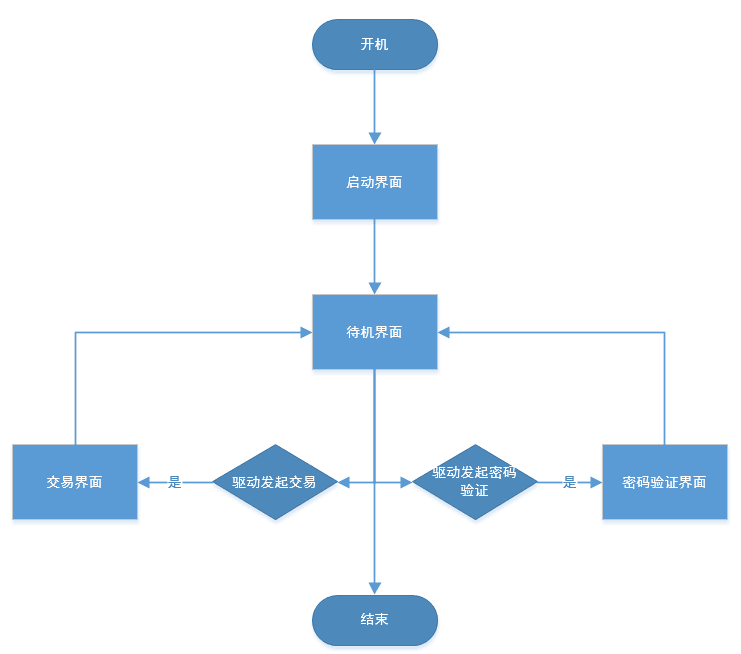 开机
启动界面
待机界面
交易界面
是
驱动发起交易
驱动发起密码
验证
是
密码验证界面
结束